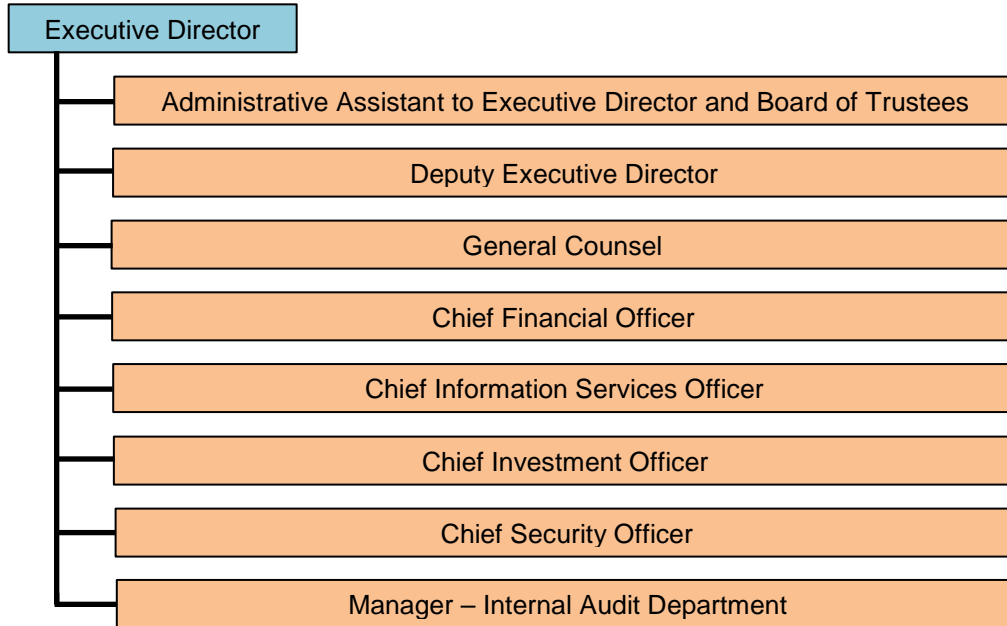 Executive Director
Administrative Assistant to Executive Director and Board of Trustees
Deputy Executive Director
General Counsel
Chief Financial Officer
Chief Information Services Officer
Chief Investment Officer
Chief Security Officer
Manager – Internal Audit Department